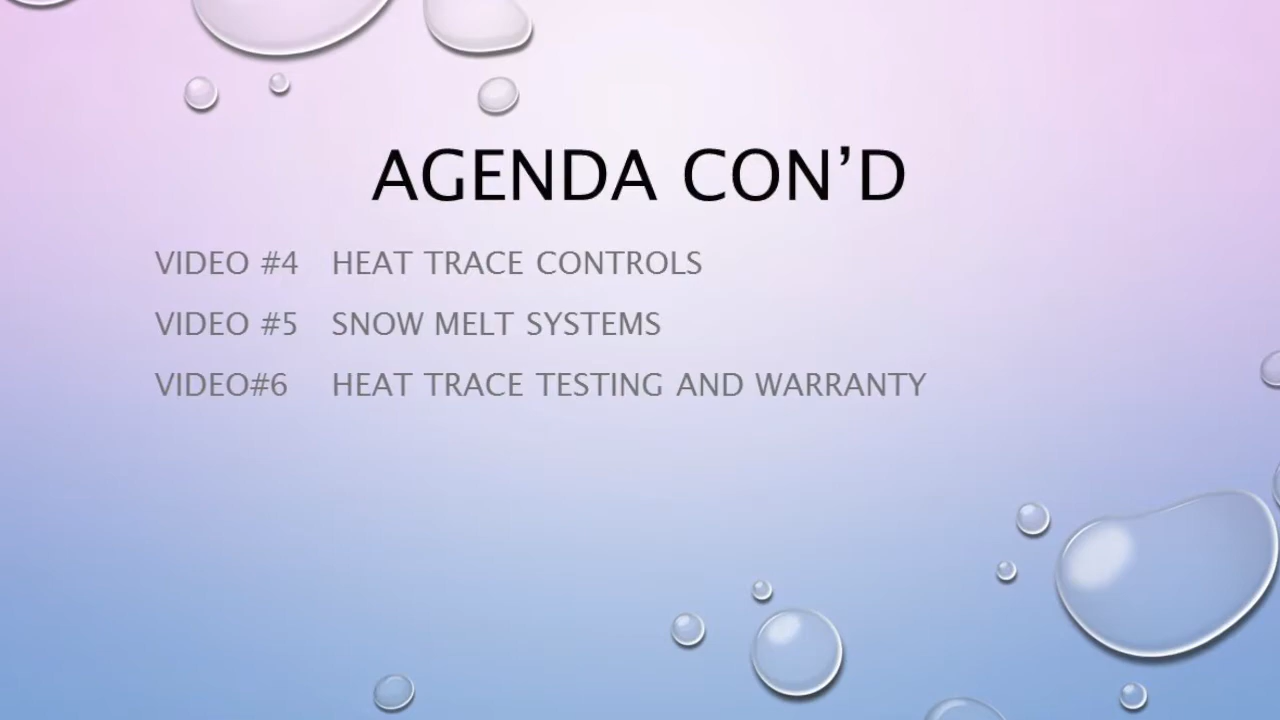 AGENDA CON’D
VIDEO #4 HEAT TRACE CONTROLS
VIDEO #5 SNOW MELT SYSTEMS
VIDEO#6 HEAT TRACE TESTING AND WARRANTY